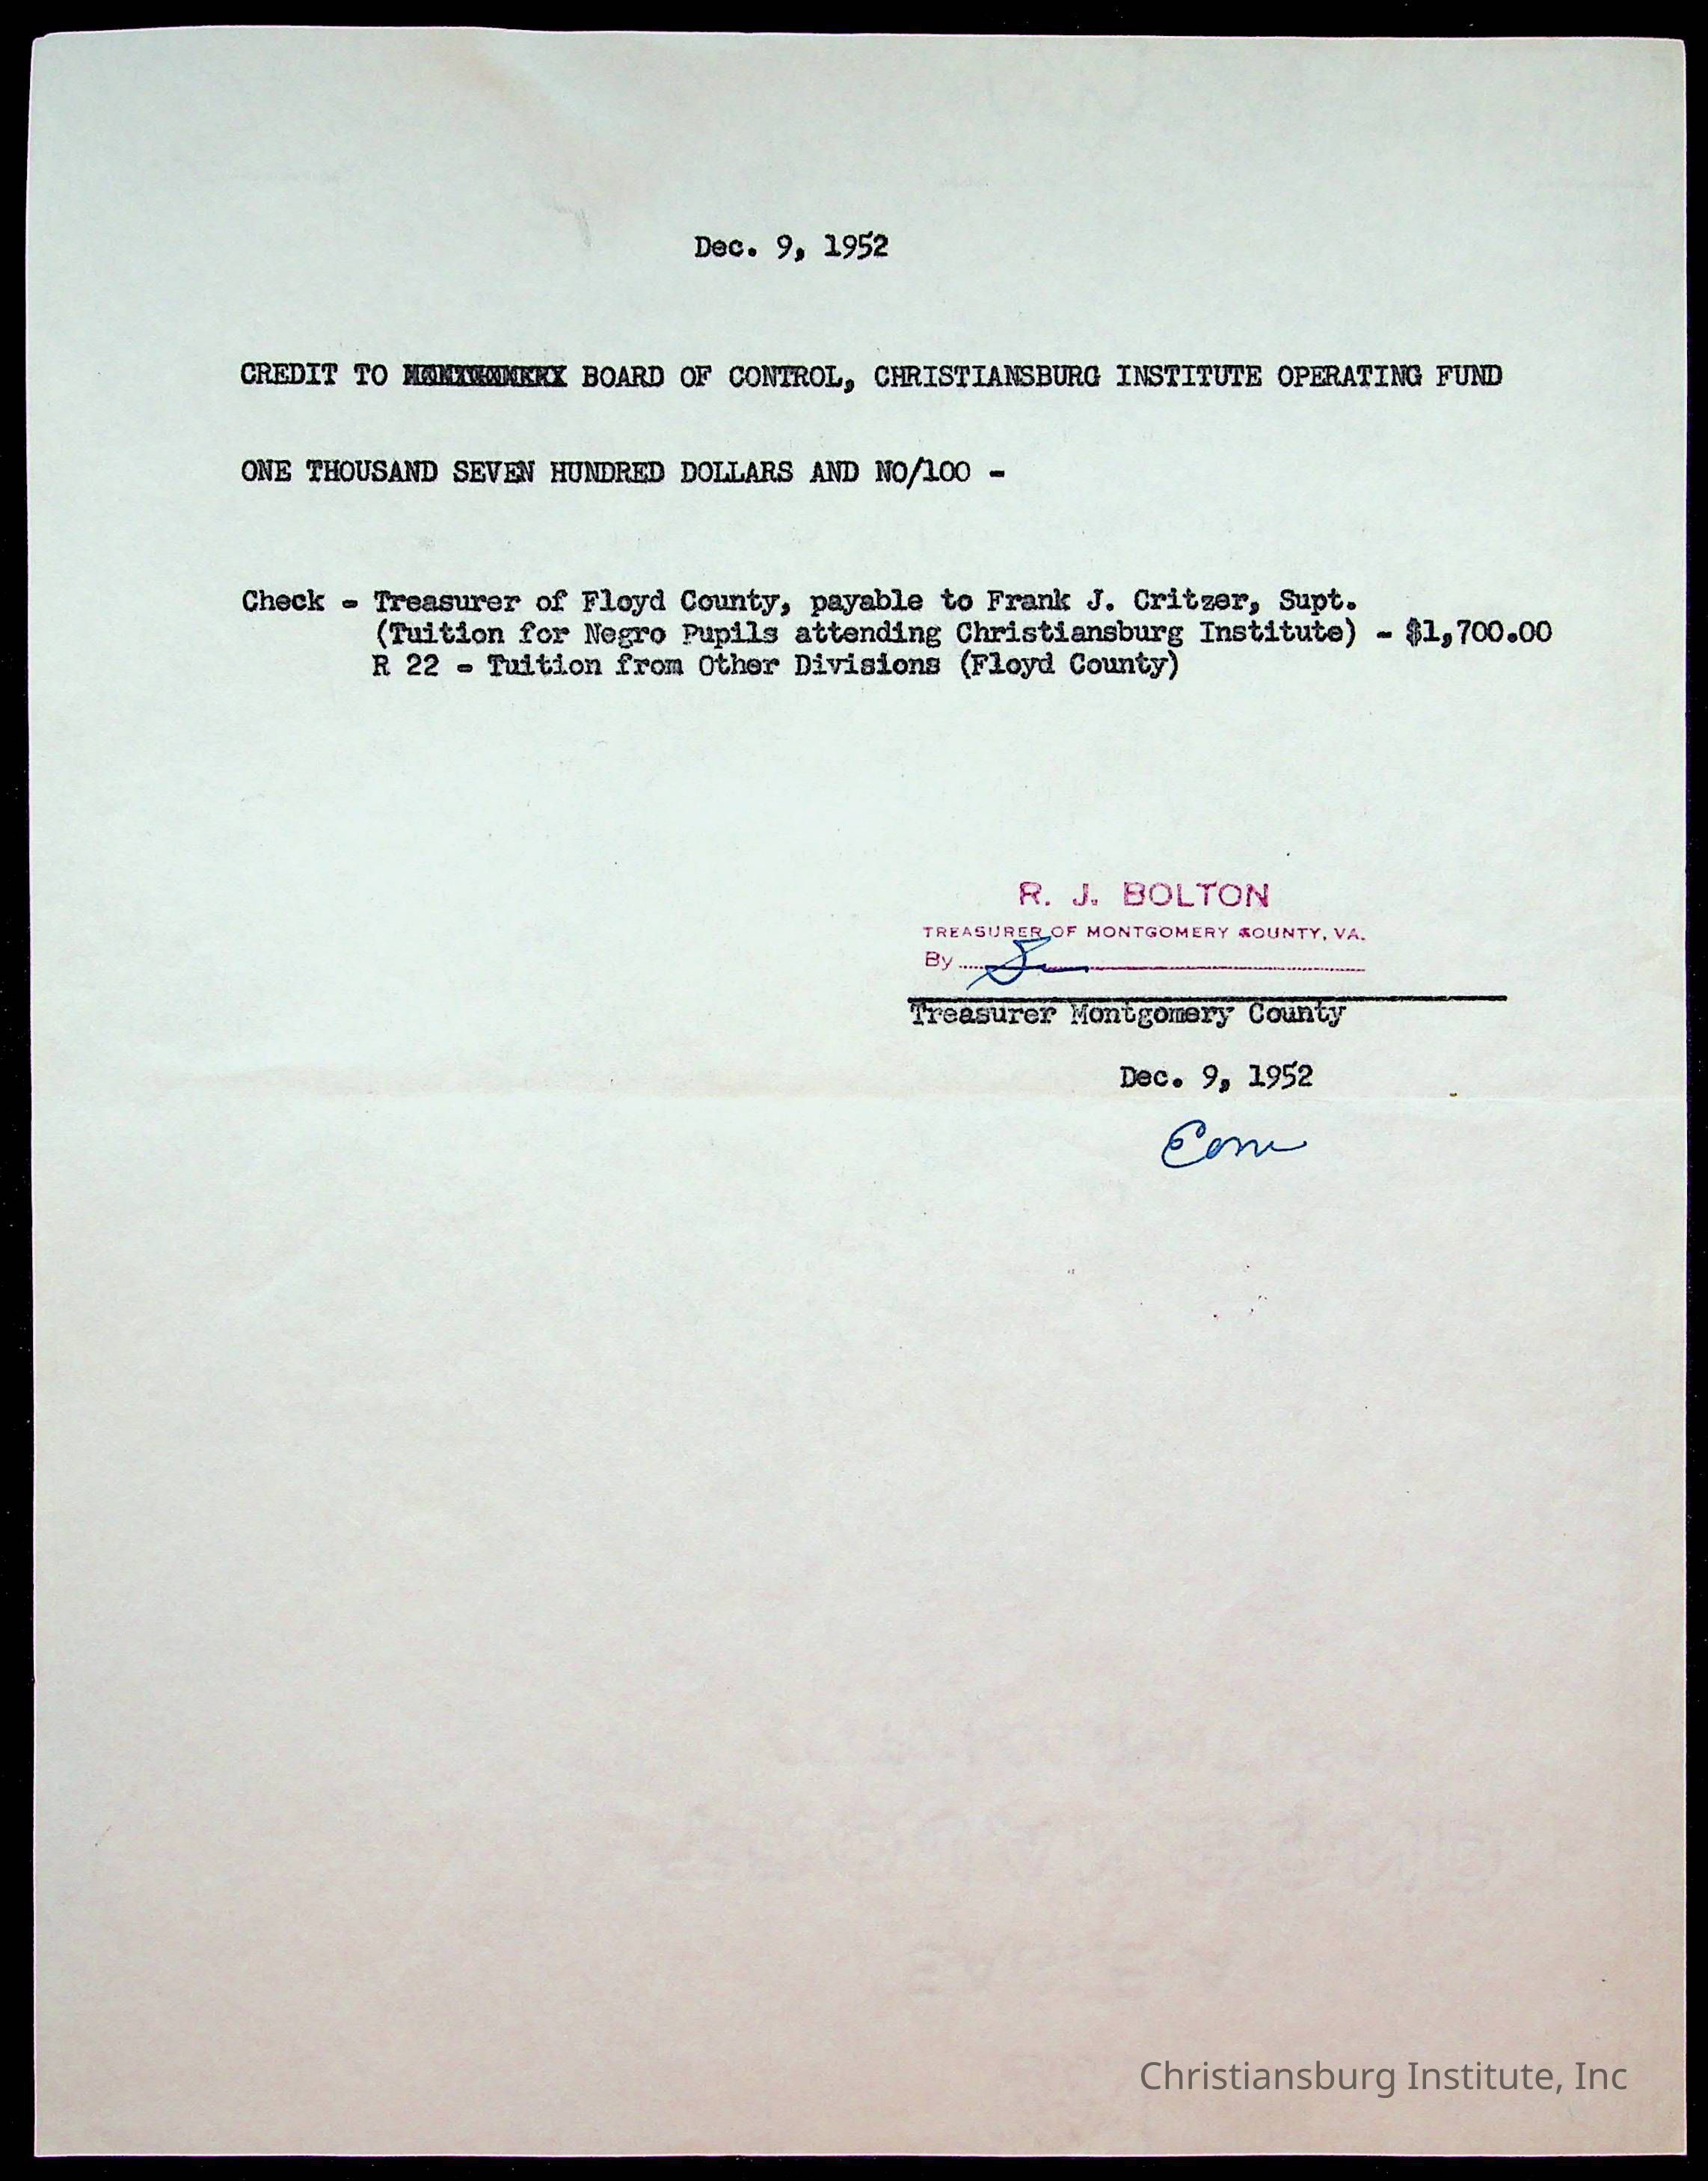 Dec. 9, 1952
CREDIT TO BOARD OF CONTROL, CHRISTIANSBURG INSTITUTE OPERATING FUND
ONE THOUSAND SEVEN HUNDRED DOLLARS AND NO/100 -
Check - Treasurer of Floyd County, payable to Frank J. Critzer, Supt.
(Tuition for Negro Pupils attending Christiansburg Institute) - $1,700.00
R 22 - Tuition from Other Divisions (Floyd County)
R. J. BOLTON
TREASURER OF MONTGOMERY COUNTY, VA.
By
Treasurer Montgomery County
Dec. 9, 1952
Christiansburg Institute, Inc